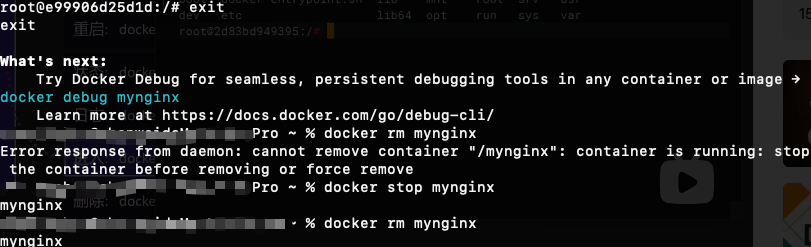 root@e99906d25d1d:/# exit
exit
What's next:
Try Docker Debug for seamless, persistent debugging tools in any container or image →
docker debug mynginx
Learn more at https://docs.docker.com/go/debug-cli/
Pro ~ % docker rm mynginx
Error response from daemon: cannot remove container "/mynginx": container is running: stop
the container before removing or force remove
Pro ~ % docker stop mynginx
mynginx
~ % docker rm mynginx
mynginx
重启: docke
dev etc lib64 opt run sys var
root@2d83bd949395:/#
删除: docke
15